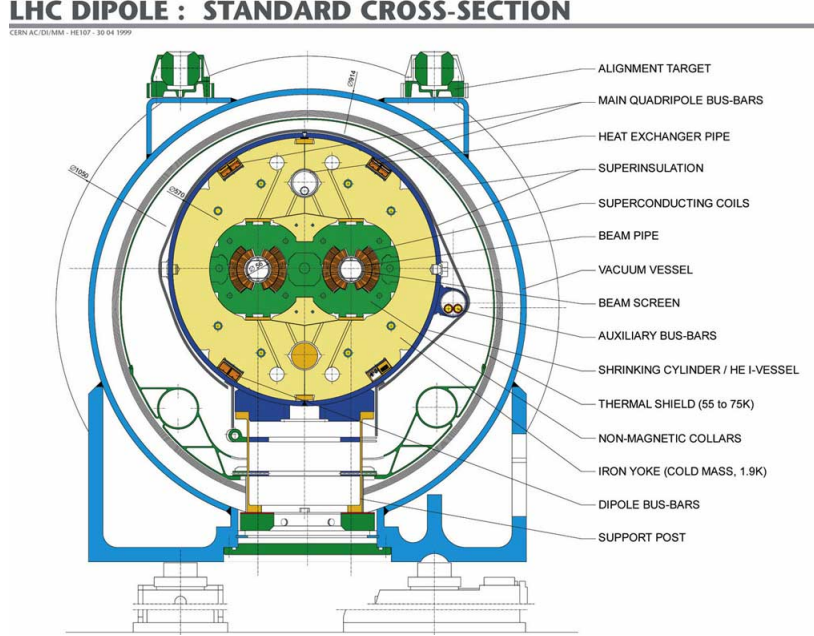 LHC DIPOLE : STANDARD CROSS-SECTION
CERN AC/DI/MM - HE107 - 30 04 1999
ALIGNMENT TARGET
MAIN QUADRIPOLE BUS-BARS
HEAT EXCHANGER PIPE
SUPERINSULATION
SUPERCONDUCTING COILS
BEAM PIPE
VACUUM VESSEL
BEAM SCREEN
AUXILIARY BUS-BARS
SHRINKING CYLINDER / HE I-VESSEL
THERMAL SHIELD (55 to 75K)
NON-MAGNETIC COLLARS
IRON YOKE (COLD MASS, 1.9K)
DIPOLE BUS-BARS
SUPPORT POST
∅914
∅1050
∅570